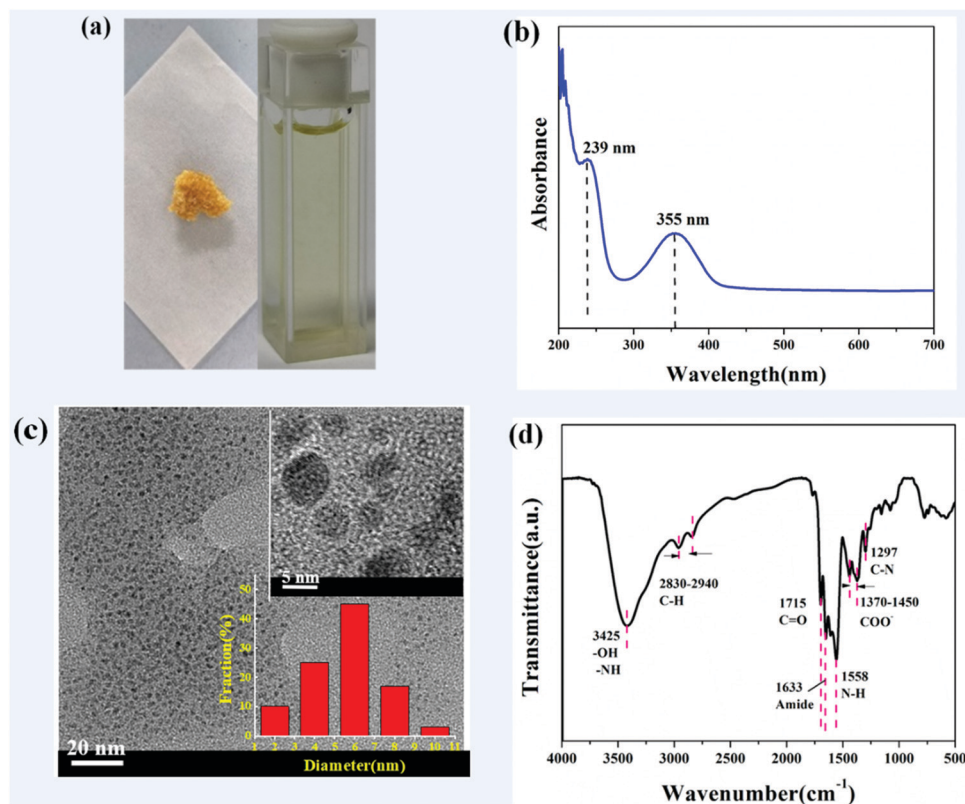 (a)
(b)
239 nm
355 nm
Absorbance
200 300 400 500 600 700
Wavelength(nm)
(c)
5 nm
50
40
30
20
10
0
Fraction(%)
1 2 3 4 5 6 7 8 9 10 11
Diameter(nm)
20 nm
(d)
Transmittance(a.u.)
3425
-OH
-NH
2830-2940
C-H
1715
C=O
1633
Amide
1558
N-H
1297
C-N
1370-1450
COO⁻
4000 3500 3000 2500 2000 1500 1000 500
Wavenumber(cm⁻¹)